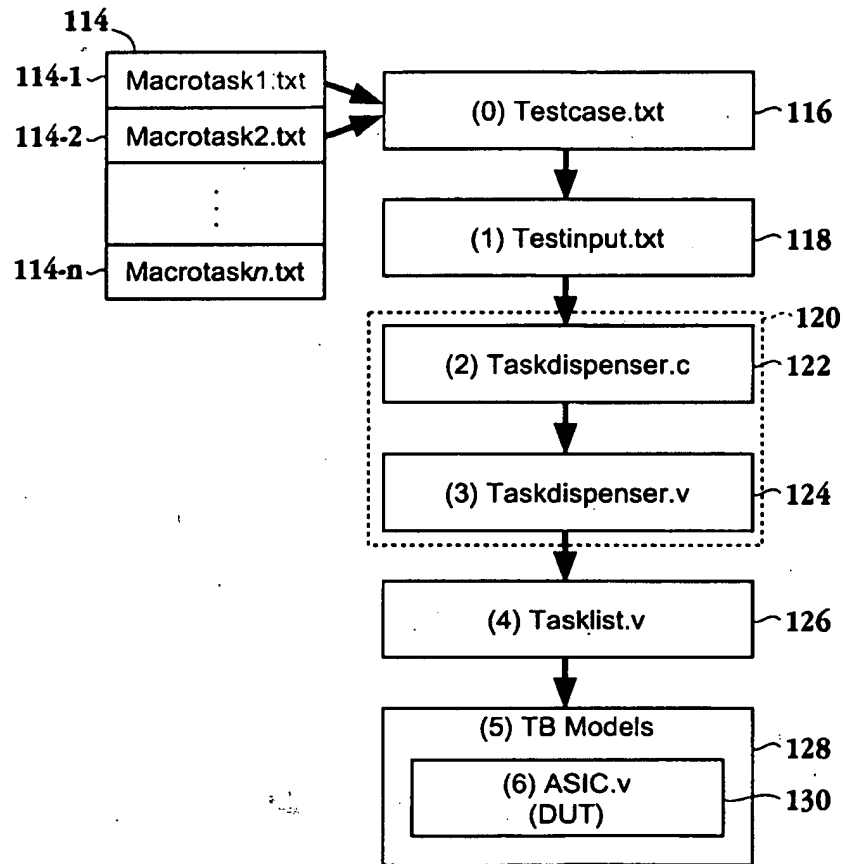 114
114-1
Macrotask1.txt
114-2
Macrotask2.txt
114-n
Macrotaskn.txt
(0) Testcase.txt
116
(1) Testinput.txt
118
120
(2) Taskdispenser.c
122
(3) Taskdispenser.v
124
(4) Tasklist.v
126
(5) TB Models
128
(6) ASIC.v
(DUT)
130